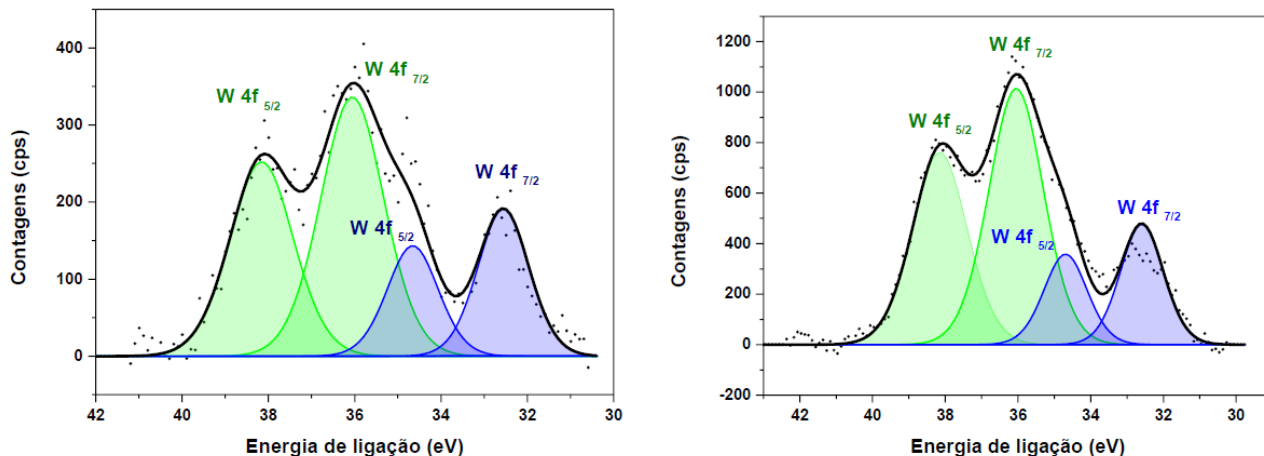 400
300
200
100
0
Contagens (cps)
W 4f 5/2
W 4f 7/2
W 4f 5/2
W 4f 7/2
42 40 38 36 34 32 30
Energia de ligação (eV)
1200
1000
800
600
400
200
0
-200
Contagens (cps)
W 4f 7/2
W 4f 5/2
W 4f 5/2
W 4f 7/2
42 40 38 36 34 32 30
Energia de ligação (eV)